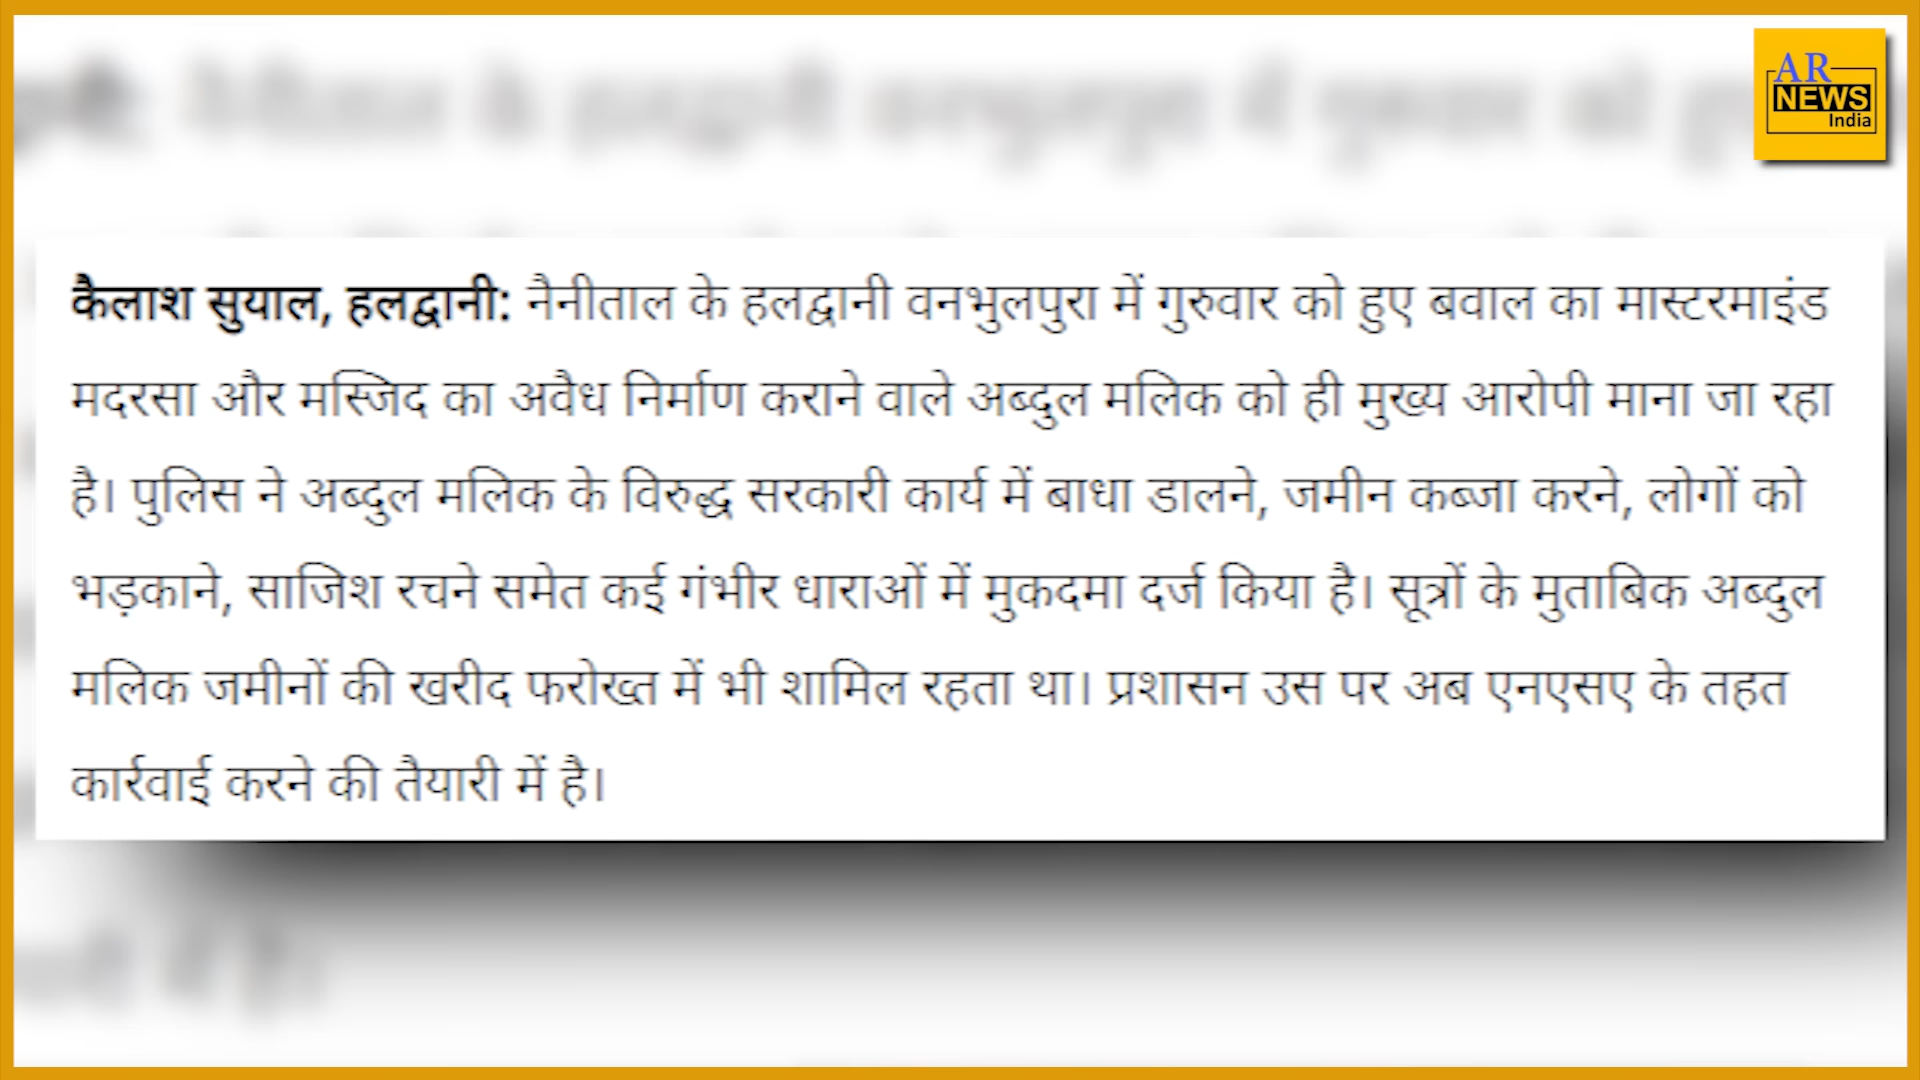 AR
NEWS
India
कैलाश सुयाल, हलद्वानी: नैनीताल के हलद्वानी वनभुलपुरा में गुरुवार को हुए बवाल का मास्टरमाइंड
मदरसा और मस्जिद का अवैध निर्माण कराने वाले अब्दुल मलिक को ही मुख्य आरोपी माना जा रहा
है। पुलिस ने अब्दुल मलिक के विरुद्ध सरकारी कार्य में बाधा डालने, जमीन कब्जा करने, लोगों को
भड़काने, साजिश रचने समेत कई गंभीर धाराओं में मुकदमा दर्ज किया है। सूत्रों के मुताबिक अब्दुल
मलिक जमीनों की खरीद फरोख्त में भी शामिल रहता था। प्रशासन उस पर अब एनएसए के तहत
कार्रवाई करने की तैयारी में है।